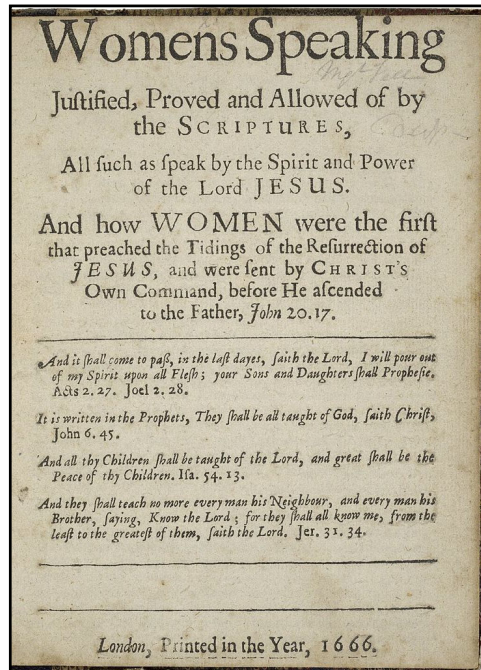 Womens Speaking
Juſtified, Proved and Allowed of by
the SCRIPTURES,
All ſuch as ſpeak by the Spirit and Power
of the Lord JESUS.
And how WOMEN were the firſt
that preached the Tidings of the Reſurrection of
JESUS, and were ſent by CHRIST'S
Own Command, before He aſcended
to the Father, John 20.17.
And it ſhall come to paß, in the laſt dayes, ſaith the Lord, I will pour out
of my Spirit upon all Fleſh; your Sons and Daughters ſhall Propheſie.
Acts 2. 27. Joel 2. 28.
It is written in the Prophets, They ſhall be all taught of God, ſaith Chriſt,
John 6. 45.
And all thy Children ſhall be taught of the Lord, and great ſhall be the
Peace of thy Children. Iſa. 54. 13.
And they ſhall teach no more every man his Neighbour, and every man his
Brother, ſaying, Know the Lord; for they ſhall all know me, from the
leaſt to the greateſt of them, ſaith the Lord. Jer. 31. 34.
London, Printed in the Year, 1666.